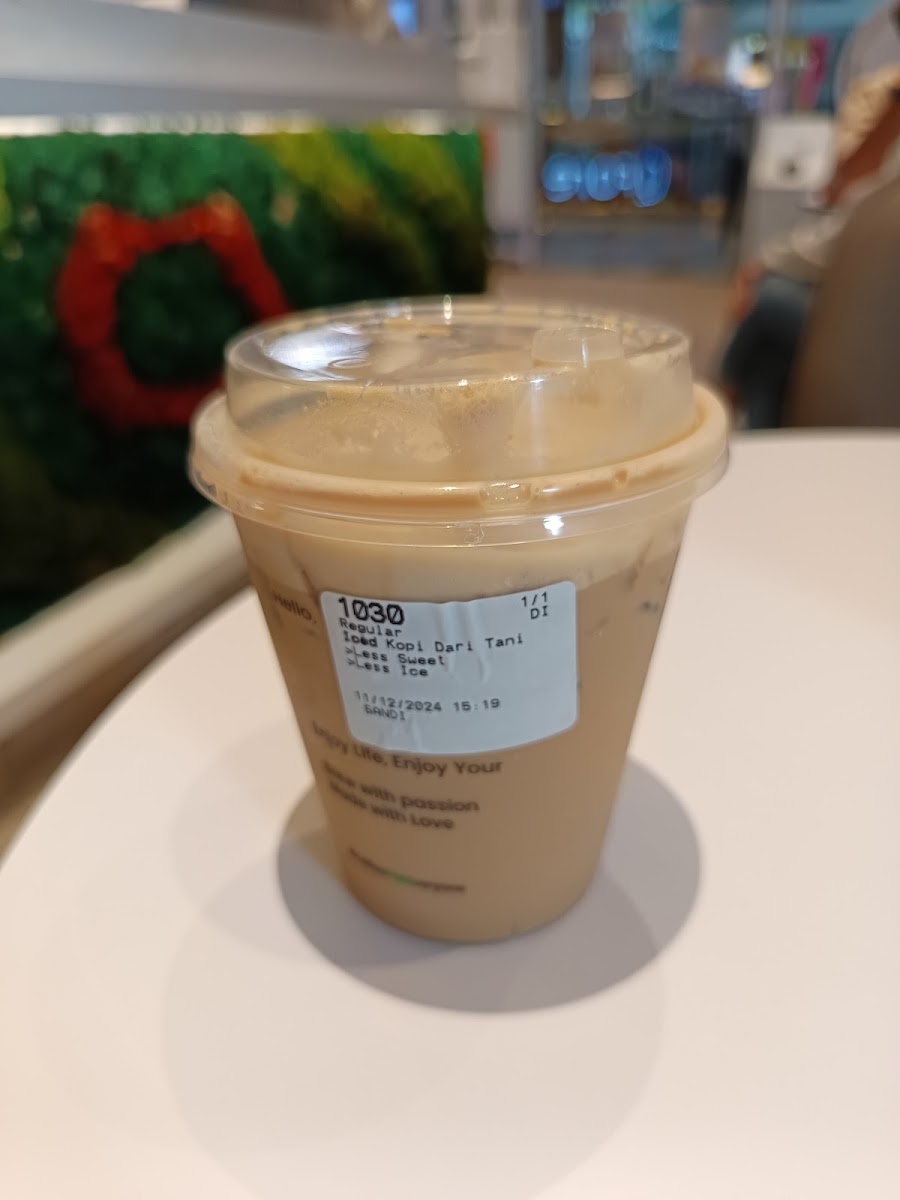 Hello,
1030
1/1
DI
Regular
Iced Kopi Dari Tani
>Less Sweet
>Less Ice
11/12/2024 15:19
SANDI
Enjoy Life, Enjoy Your
Brew with passion
Made with Love